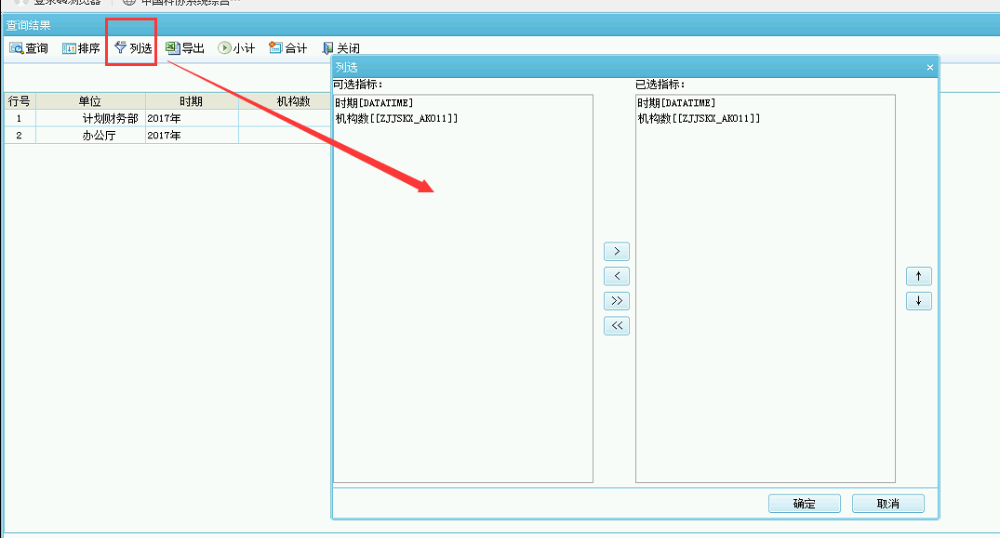 查询结果
查询 排序 列选 导出 小计 合计 关闭
行号 单位 时期 机构数
1 计划财务部 2017年
2 办公厅 2017年
列选 ×
可选指标:
时期[DATATIME]
机构数[[ZJJSKX_AK011]]
已选指标:
时期[DATATIME]
机构数[[ZJJSKX_AK011]]
>
<
>>
<<
↑
↓
确定 取消